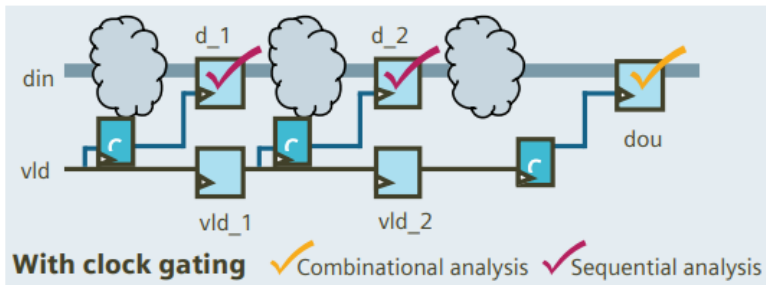 d_1 d_2
din
C C C
dou
vld
vld_1 vld_2
With clock gating Combinational analysis Sequential analysis